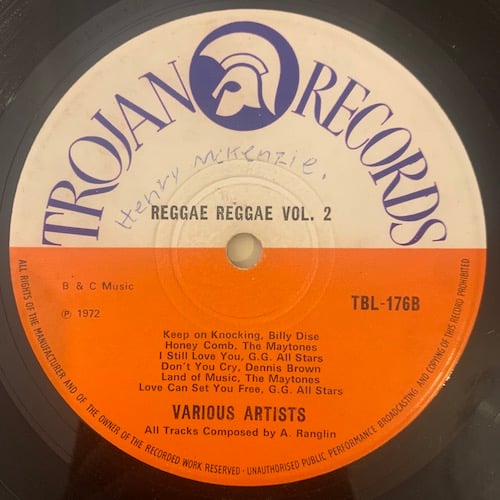 TROJAN RECORDS
Henry McKenzie.
REGGAE REGGAE VOL. 2
B & C Music
TBL-176B
℗ 1972
Keep on Knocking, Billy Dise
Honey Comb, The Maytones
I Still Love You, G.G. All Stars
Don't You Cry, Dennis Brown
Land of Music, The Maytones
Love Can Set You Free, G.G. All Stars
VARIOUS ARTISTS
All Tracks Composed by A. Ranglin
ALL RIGHTS OF THE MANUFACTURER AND OF THE OWNER OF THE RECORDED WORK RESERVED · UNAUTHORISED PUBLIC PERFORMANCE BROADCASTING AND COPYING OF THIS RECORD PROHIBITED